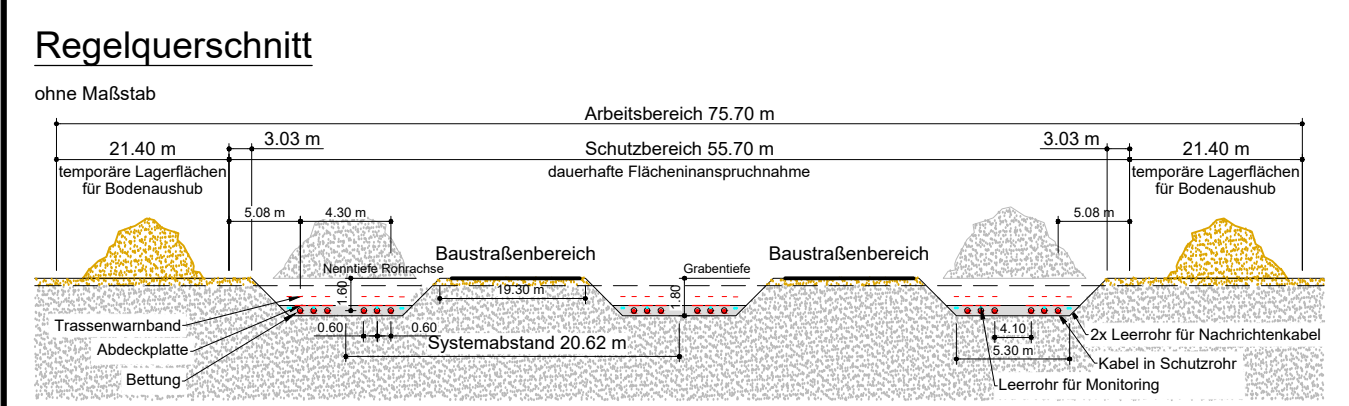 Regelquerschnitt
ohne Maßstab
Arbeitsbereich 75.70 m
3.03 m
3.03 m
21.40 m
Schutzbereich 55.70 m
21.40 m
temporäre Lagerflächen
für Bodenaushub
dauerhafte Flächeninanspruchnahme
temporäre Lagerflächen
für Bodenaushub
5.08 m
4.30 m
5.08 m
Baustraßenbereich
Baustraßenbereich
Nenntiefe Rohrachse
Grabentiefe
1.60
19.30 m
1.80
Trassenwarnband
0.60
0.60
4.10
2x Leerrohr für Nachrichtenkabel
Abdeckplatte
Systemabstand 20.62 m
5.30 m
Kabel in Schutzrohr
Bettung
Leerrohr für Monitoring